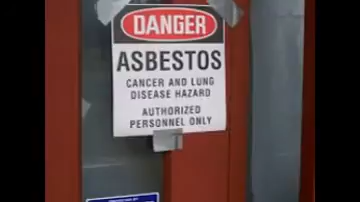 DANGER
ASBESTOS
CANCER AND LUNG
DISEASE HAZARD
AUTHORIZED
PERSONNEL ONLY